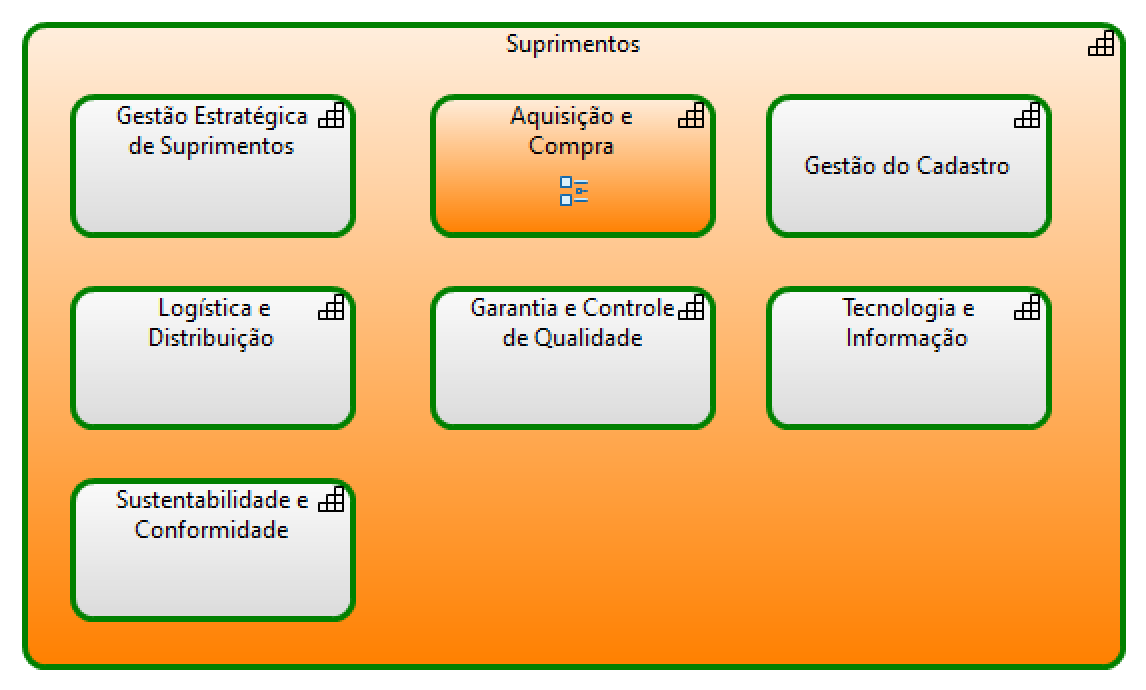 Suprimentos
Gestão Estratégica
de Suprimentos
Aquisição e
Compra
Gestão do Cadastro
Logística e
Distribuição
Garantia e Controle
de Qualidade
Tecnologia e
Informação
Sustentabilidade e
Conformidade